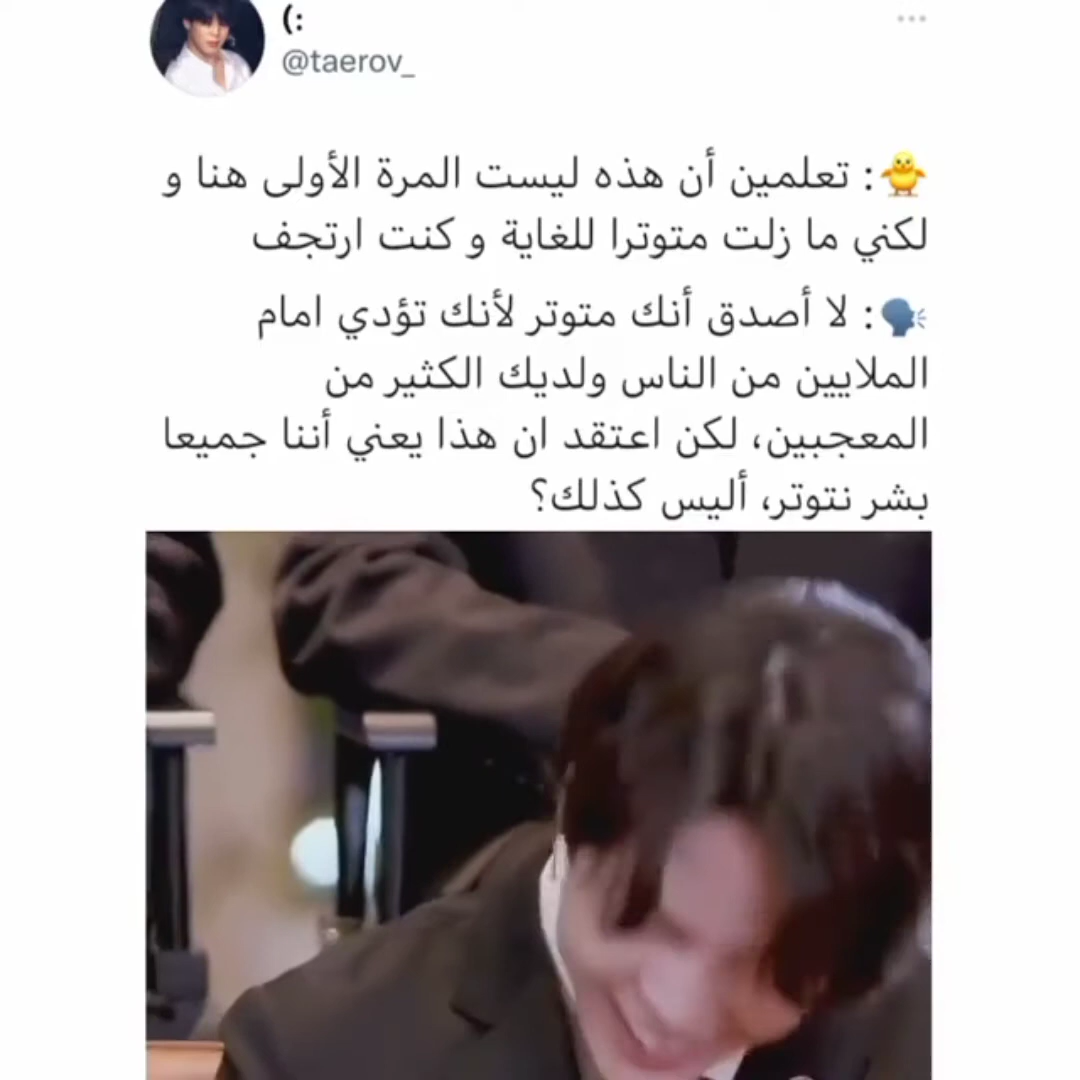 (:
@taerov_
🐥: تعلمين أن هذه ليست المرة الأولى هنا و
لكني ما زلت متوترا للغاية و كنت ارتجف
🗣: لا أصدق أنك متوتر لأنك تؤدي امام
الملايين من الناس ولديك الكثير من
المعجبين، لكن اعتقد ان هذا يعني أننا جميعا
بشر نتوتر، أليس كذلك؟